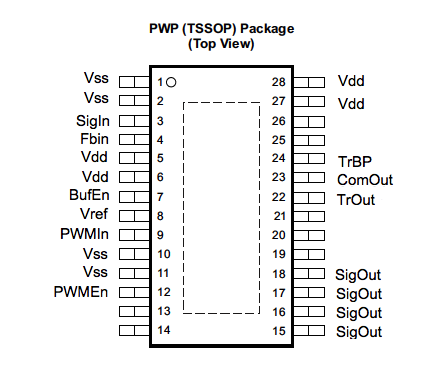 PWP (TSSOP) Package
(Top View)
Vss 1 28 Vdd
Vss 2 27 Vdd
SigIn 3 26
Fbin 4 25
Vdd 5 24 TrBP
Vdd 6 23 ComOut
BufEn 7 22 TrOut
Vref 8 21
PWMIn 9 20
Vss 10 19
Vss 11 18 SigOut
PWMEn 12 17 SigOut
13 16 SigOut
14 15 SigOut